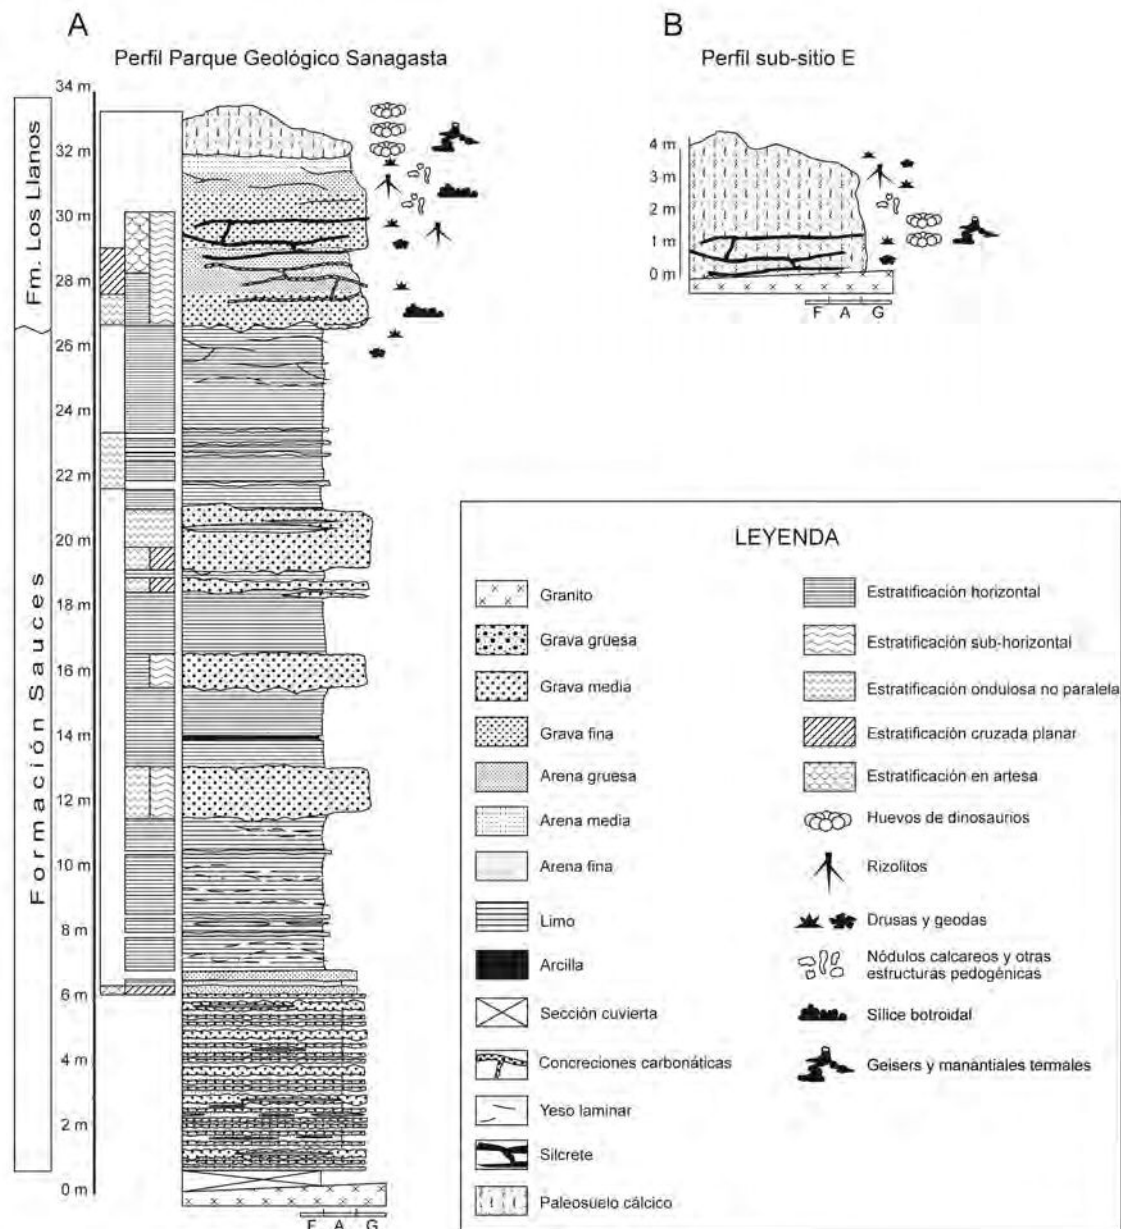 A
Perfil Parque Geológico Sanagasta
34 m
32 m
30 m
28 m
26 m
24 m
22 m
20 m
18 m
16 m
14 m
12 m
10 m
8 m
6 m
4 m
2 m
0 m
Fm. Los Llanos
Formación Sauces
F A G
B
Perfil sub-sitio E
4 m
3 m
2 m
1 m
0 m
F A G
LEYENDA
Granito
Grava gruesa
Grava media
Grava fina
Arena gruesa
Arena media
Arena fina
Limo
Arcilla
Sección cuvierta
Concreciones carbonáticas
Yeso laminar
Silcrete
Paleosuelo cálcico
Estratificación horizontal
Estratificación sub-horizontal
Estratificación ondulosa no paralela
Estratificación cruzada planar
Estratificación en artesa
Huevos de dinosaurios
Rizolitos
Drusas y geodas
Nódulos calcareos y otras
estructuras pedogénicas
Sílice botroidal
Geisers y manantiales termales